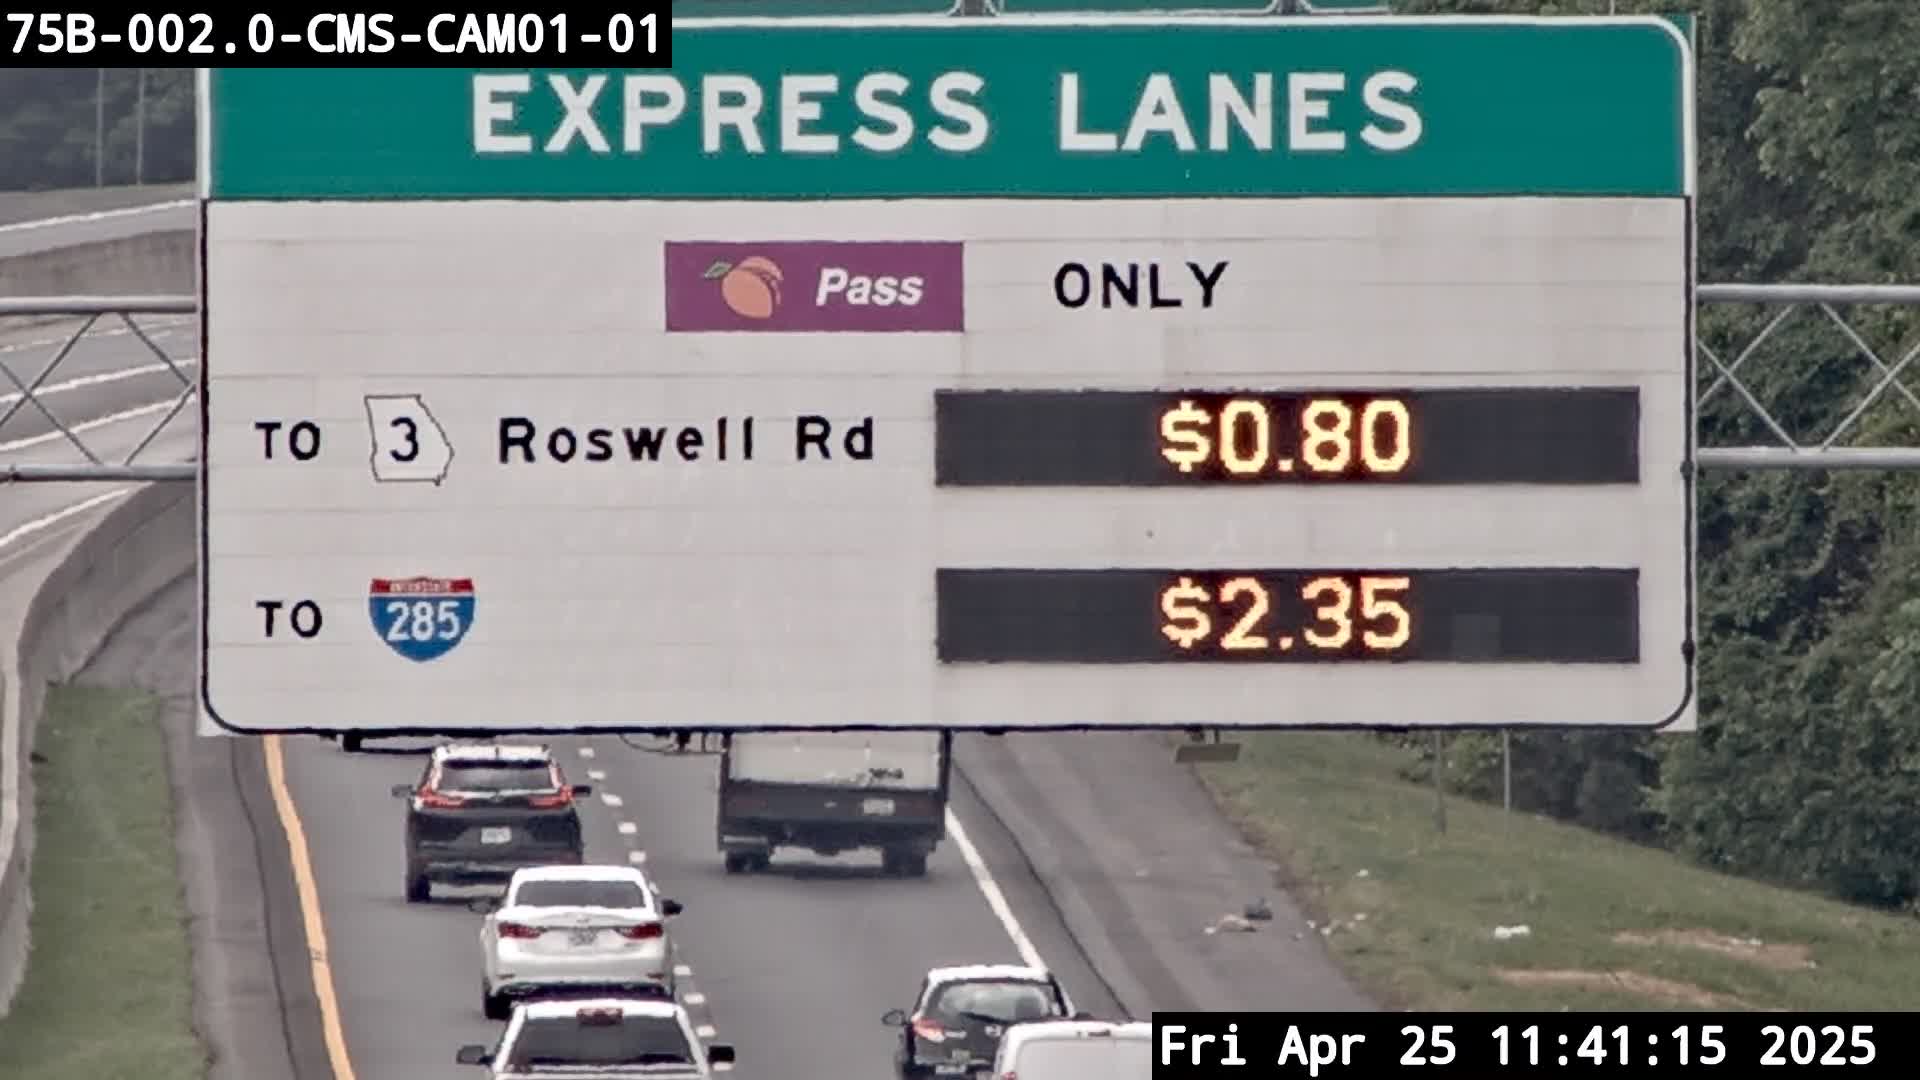 75B-002.0-CMS-CAM01-01
EXPRESS LANES
Pass ONLY
TO 3 Roswell Rd $0.80
INTERSTATE
TO 285 $2.35
Fri Apr 25 11:41:15 2025